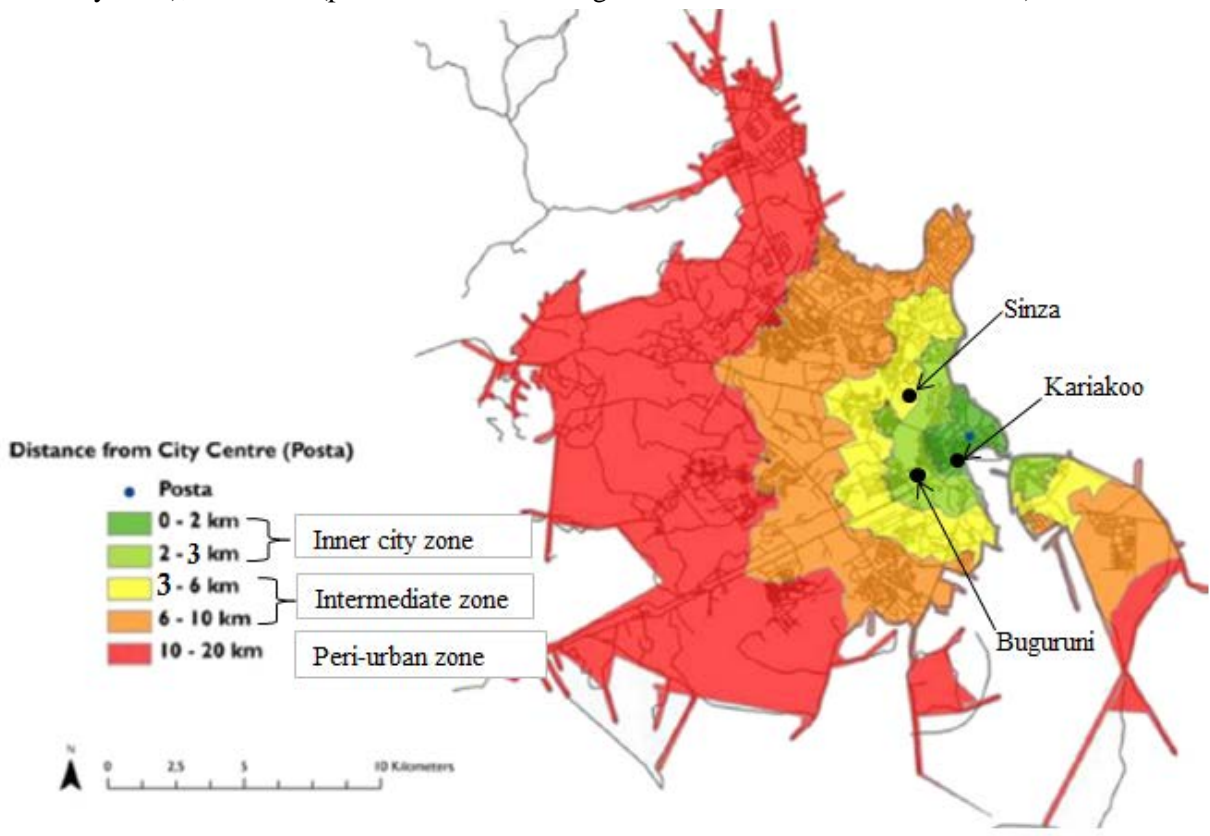 Sinza
Kariakoo
Distance from City Centre (Posta)
Posta
0 - 2 km
Inner city zone
2 - 3 km
3 - 6 km
Intermediate zone
6 - 10 km
10 - 20 km
Peri-urban zone
Buguruni
N
0 2.5 5 10 Kilometers